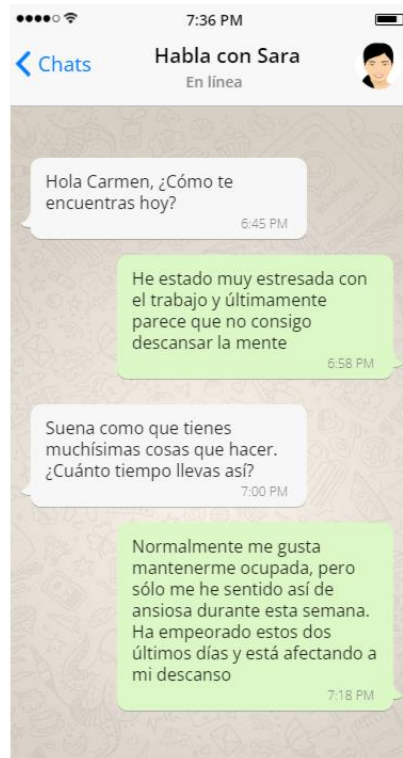 7:36 PM
Chats
Habla con Sara
En línea
Hola Carmen, ¿Cómo te
encuentras hoy?
6:45 PM
He estado muy estresada con
el trabajo y últimamente
parece que no consigo
descansar la mente
6:58 PM
Suena como que tienes
muchísimas cosas que hacer.
¿Cuánto tiempo llevas así?
7:00 PM
Normalmente me gusta
mantenerme ocupada, pero
sólo me he sentido así de
ansiosa durante esta semana.
Ha empeorado estos dos
últimos días y está afectando a
mi descanso
7:18 PM